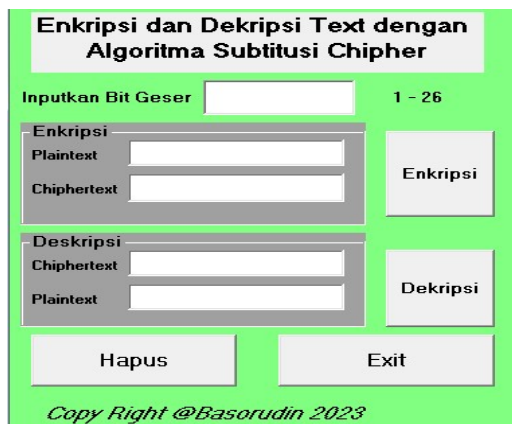 Enkripsi dan Dekripsi Text dengan
Algoritma Subtitusi Chipher
Inputkan Bit Geser 1 - 26
Enkripsi
Plaintext
Chiphertext
Enkripsi
Deskripsi
Chiphertext
Plaintext
Dekripsi
Hapus Exit
Copy Right @Basorudin 2023